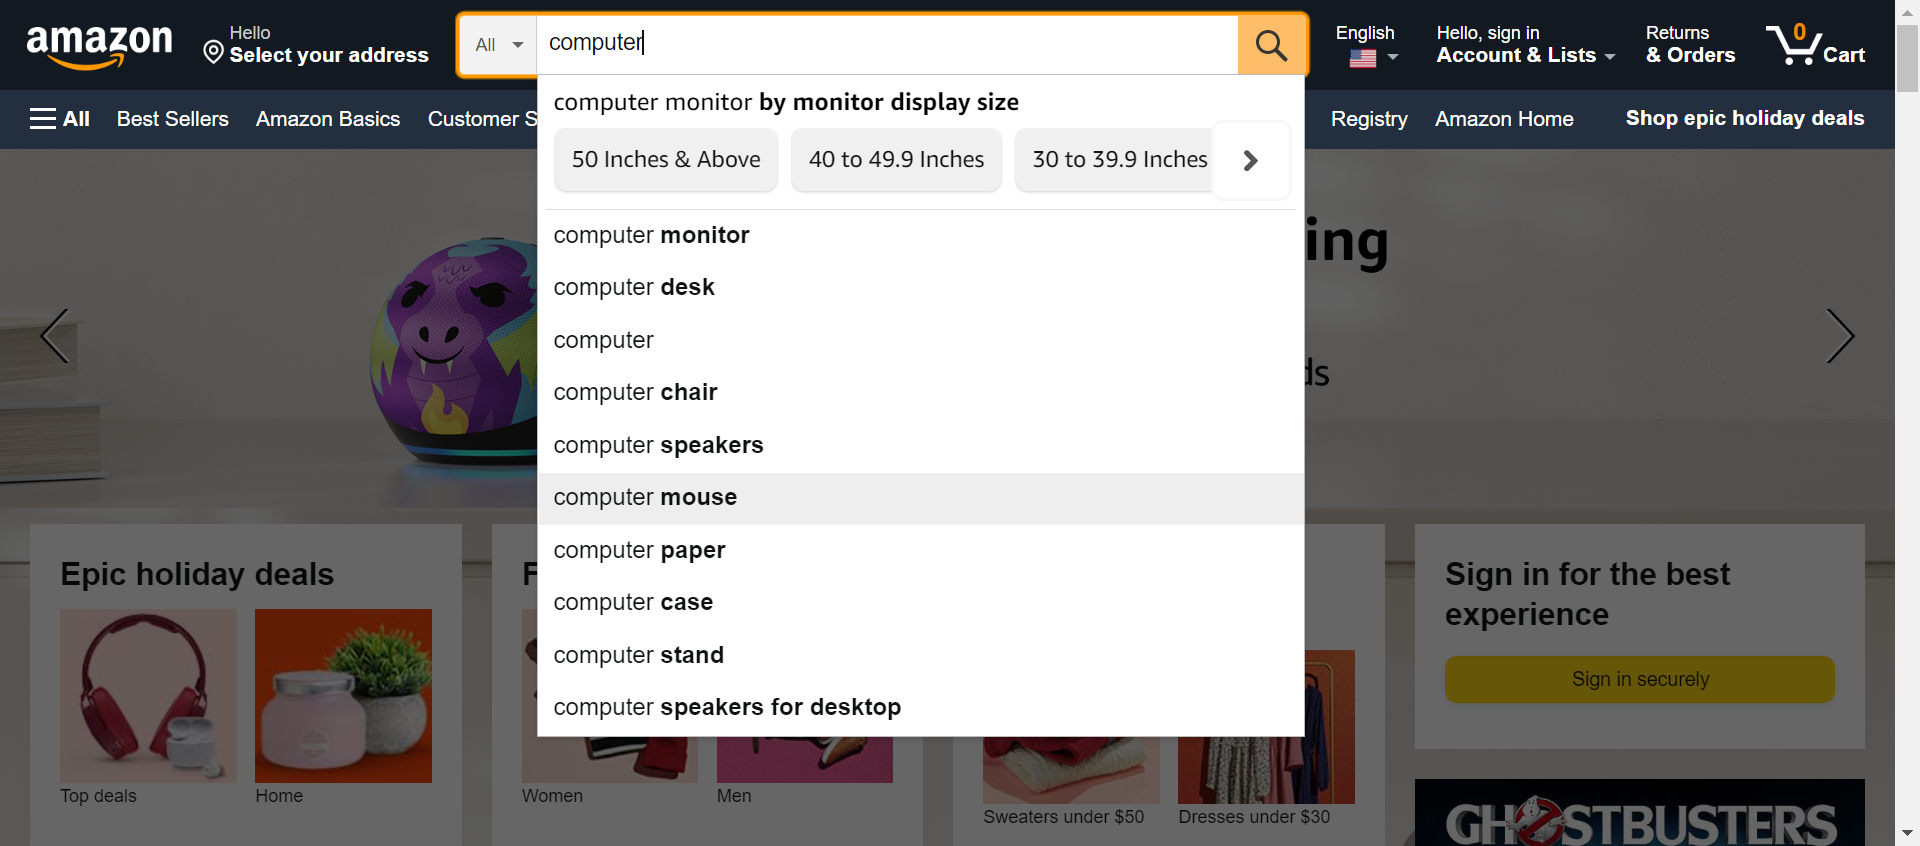 amazon
Hello
Select your address
All
computer
English
Hello, sign in
Account & Lists
Returns
& Orders
0
Cart
All
Best Sellers
Amazon Basics
Customer S
Registry
Amazon Home
Shop epic holiday deals
computer monitor by monitor display size
50 Inches & Above
40 to 49.9 Inches
30 to 39.9 Inches
computer monitor
computer desk
computer
computer chair
computer speakers
computer mouse
computer paper
computer case
computer stand
computer speakers for desktop
ing
ds
Epic holiday deals
Top deals
Home
F
Women
Men
Sweaters under $50
Dresses under $30
Sign in for the best
experience
Sign in securely
GHOSTBUSTERS